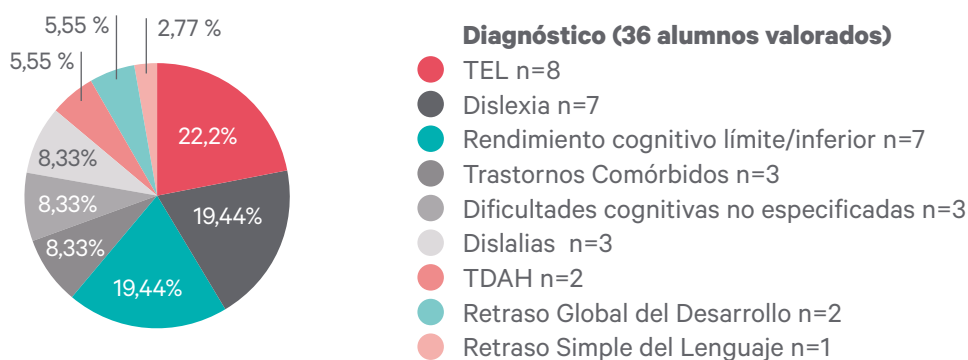 5,55 %
2,77 %
5,55 %
22,2%
19,44%
19,44%
8,33%
8,33%
8,33%
Diagnóstico (36 alumnos valorados)
TEL n=8
Dislexia n=7
Rendimiento cognitivo límite/inferior n=7
Trastornos Comórbidos n=3
Dificultades cognitivas no especificadas n=3
Dislalias n=3
TDAH n=2
Retraso Global del Desarrollo n=2
Retraso Simple del Lenguaje n=1